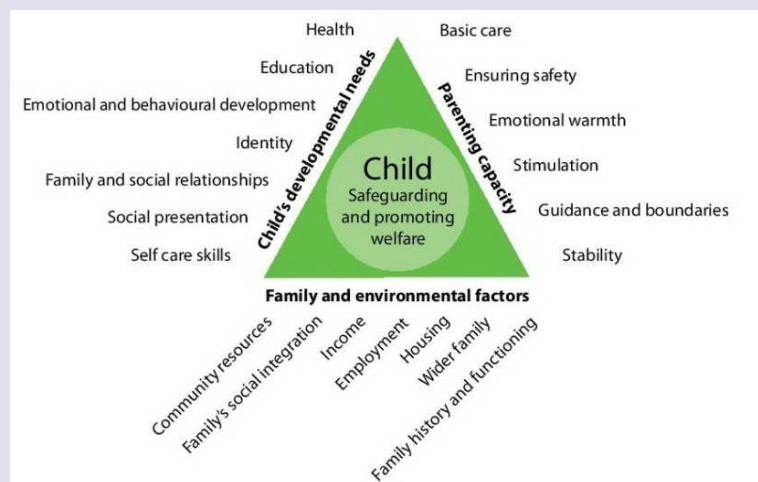 Health
Education
Emotional and behavioural development
Identity
Family and social relationships
Social presentation
Self care skills
Child's developmental needs
Child
Safeguarding
and promoting
welfare
Parenting capacity
Basic care
Ensuring safety
Emotional warmth
Stimulation
Guidance and boundaries
Stability
Family and environmental factors
Community resources
Family's social integration
Income
Employment
Housing
Wider family
Family history and functioning